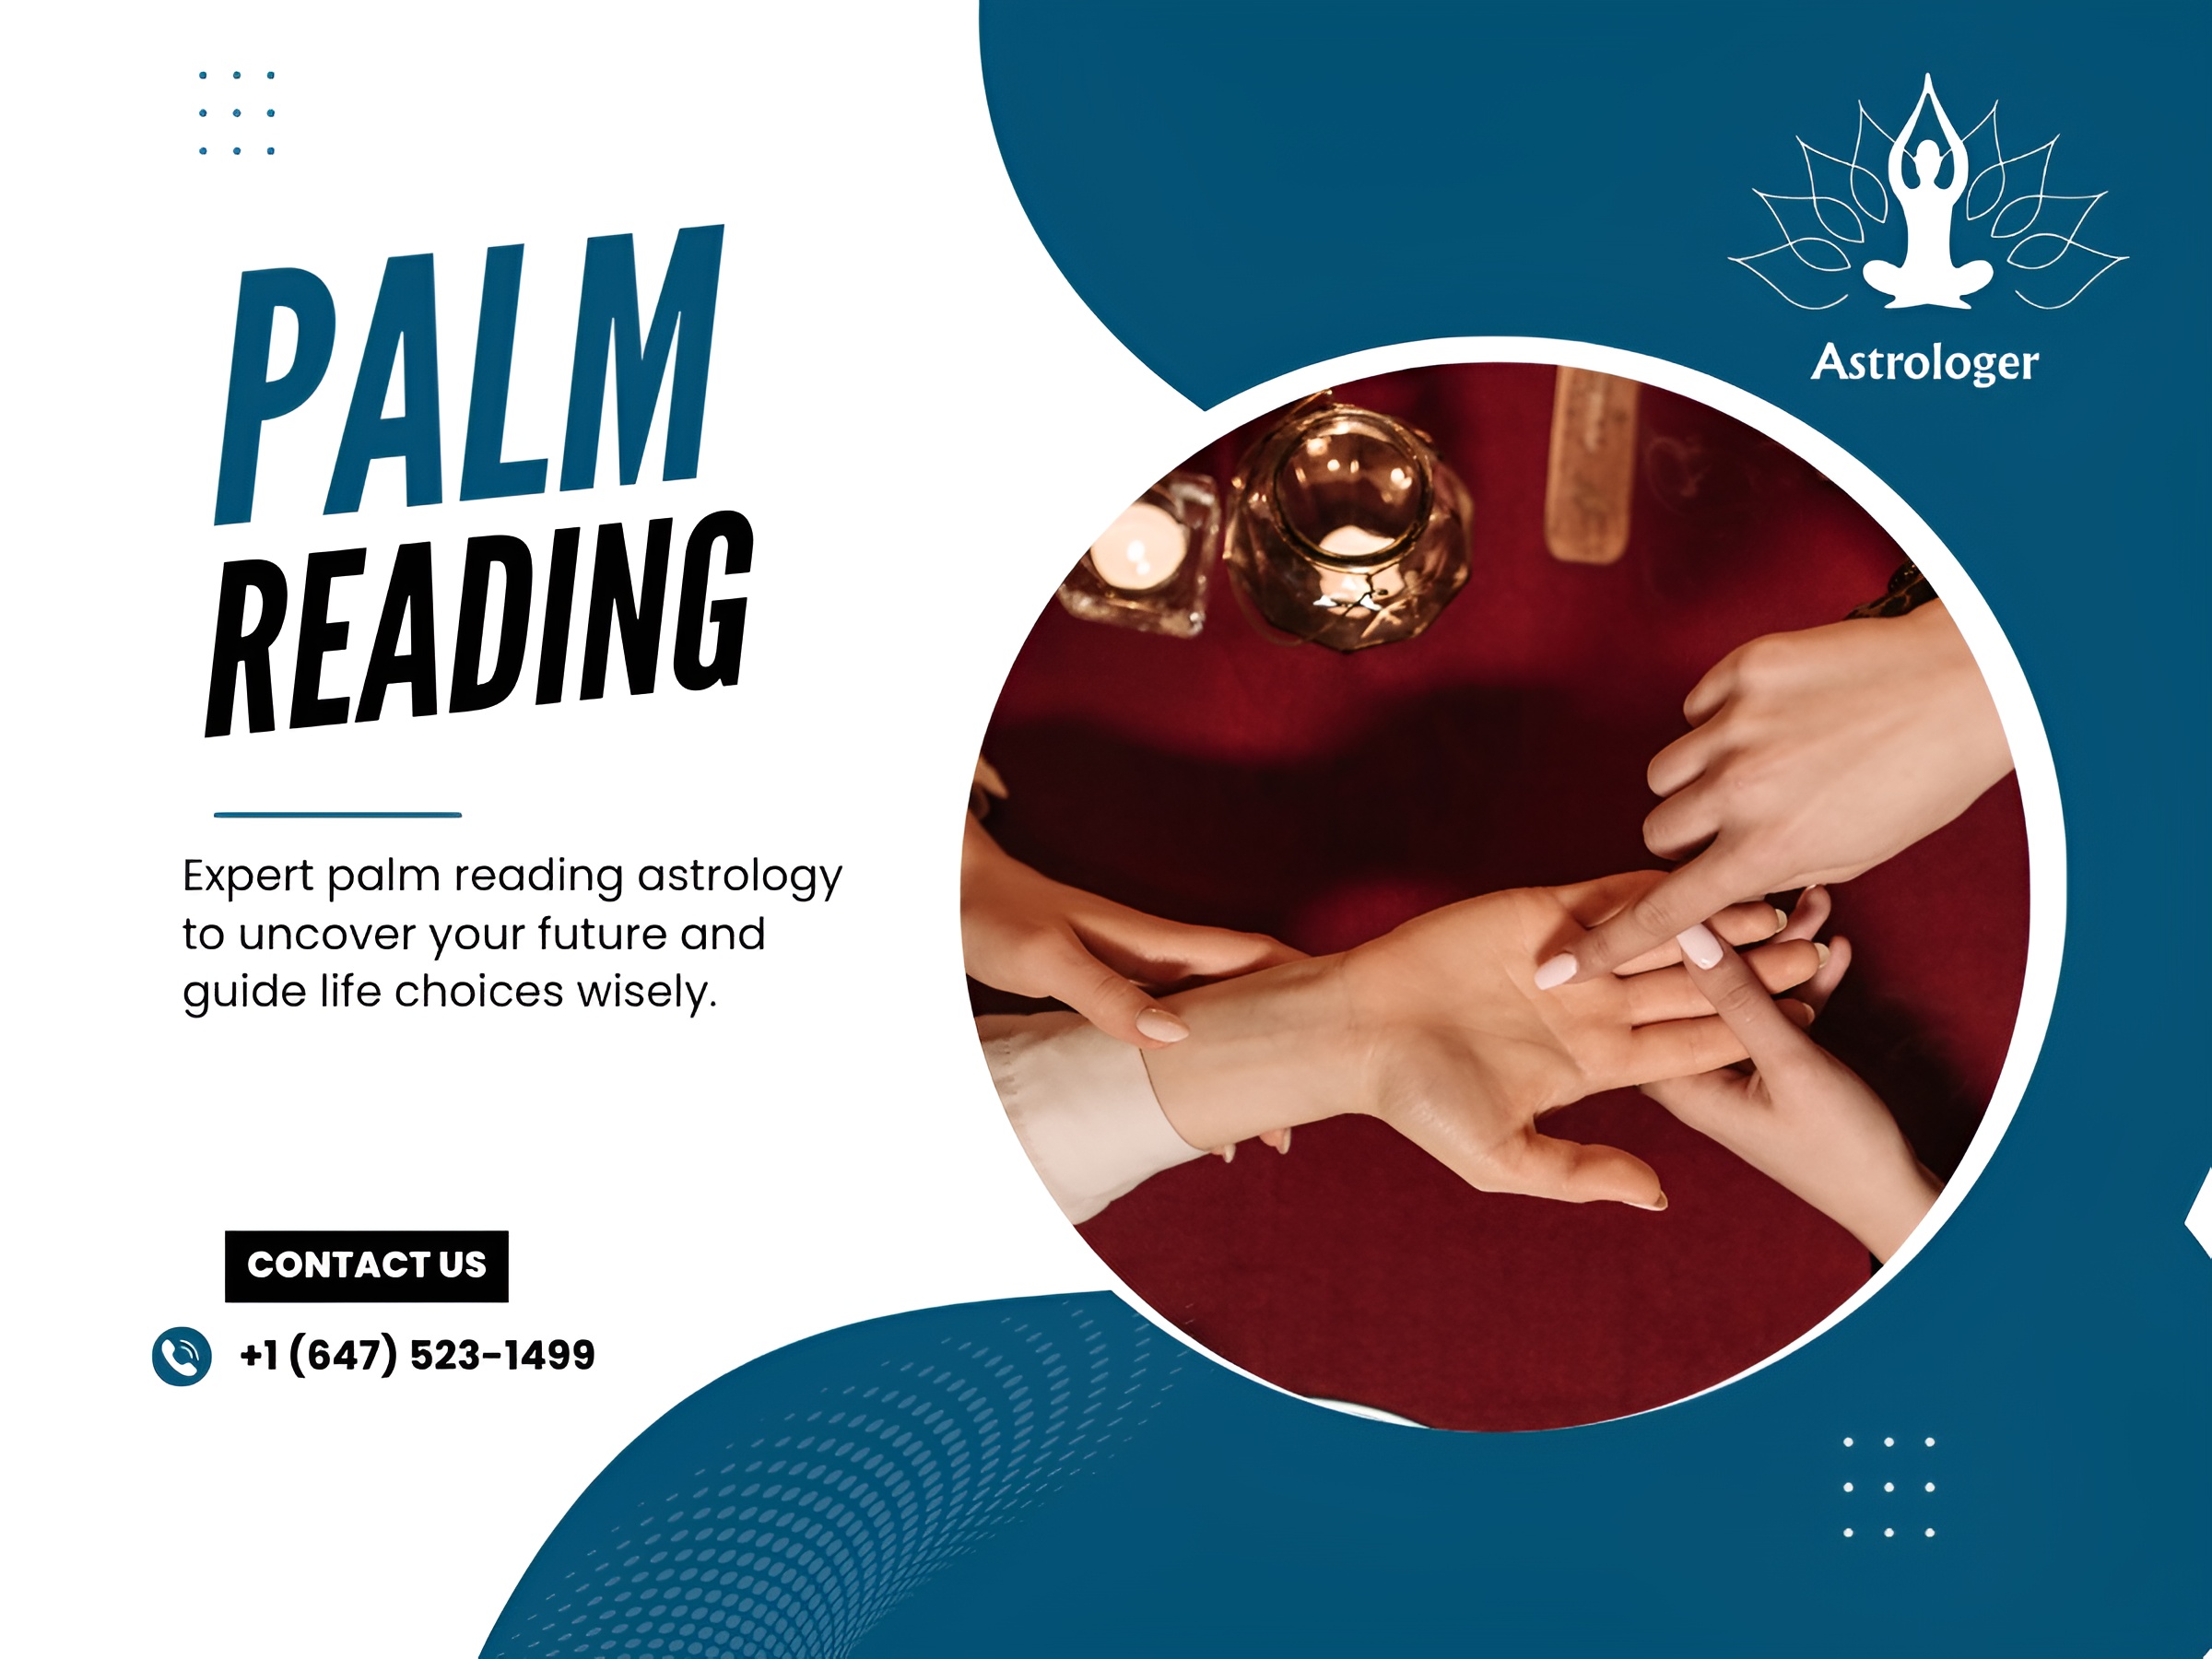 Astrologer
PALM
READING
Expert palm reading astrology
to uncover your future and
guide life choices wisely.
CONTACT US
+1 (647) 523-1499